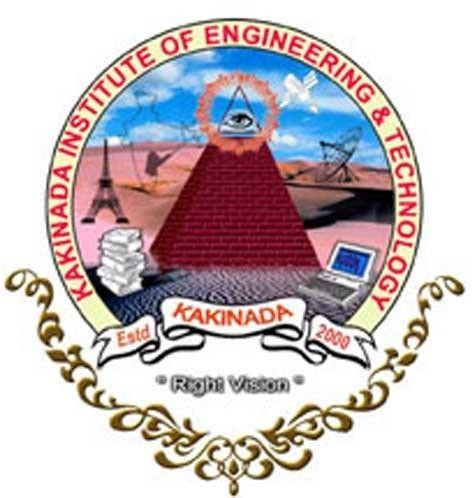 KAKINADA INSTITUTE OF ENGINEERING & TECHNOLOGY
KAKINADA
Estd 2000
" Right Vision "